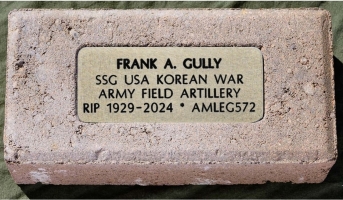 FRANK A. GULLY
SSG USA KOREAN WAR
ARMY FIELD ARTILLERY
RIP 1929-2024 * AMLEG572